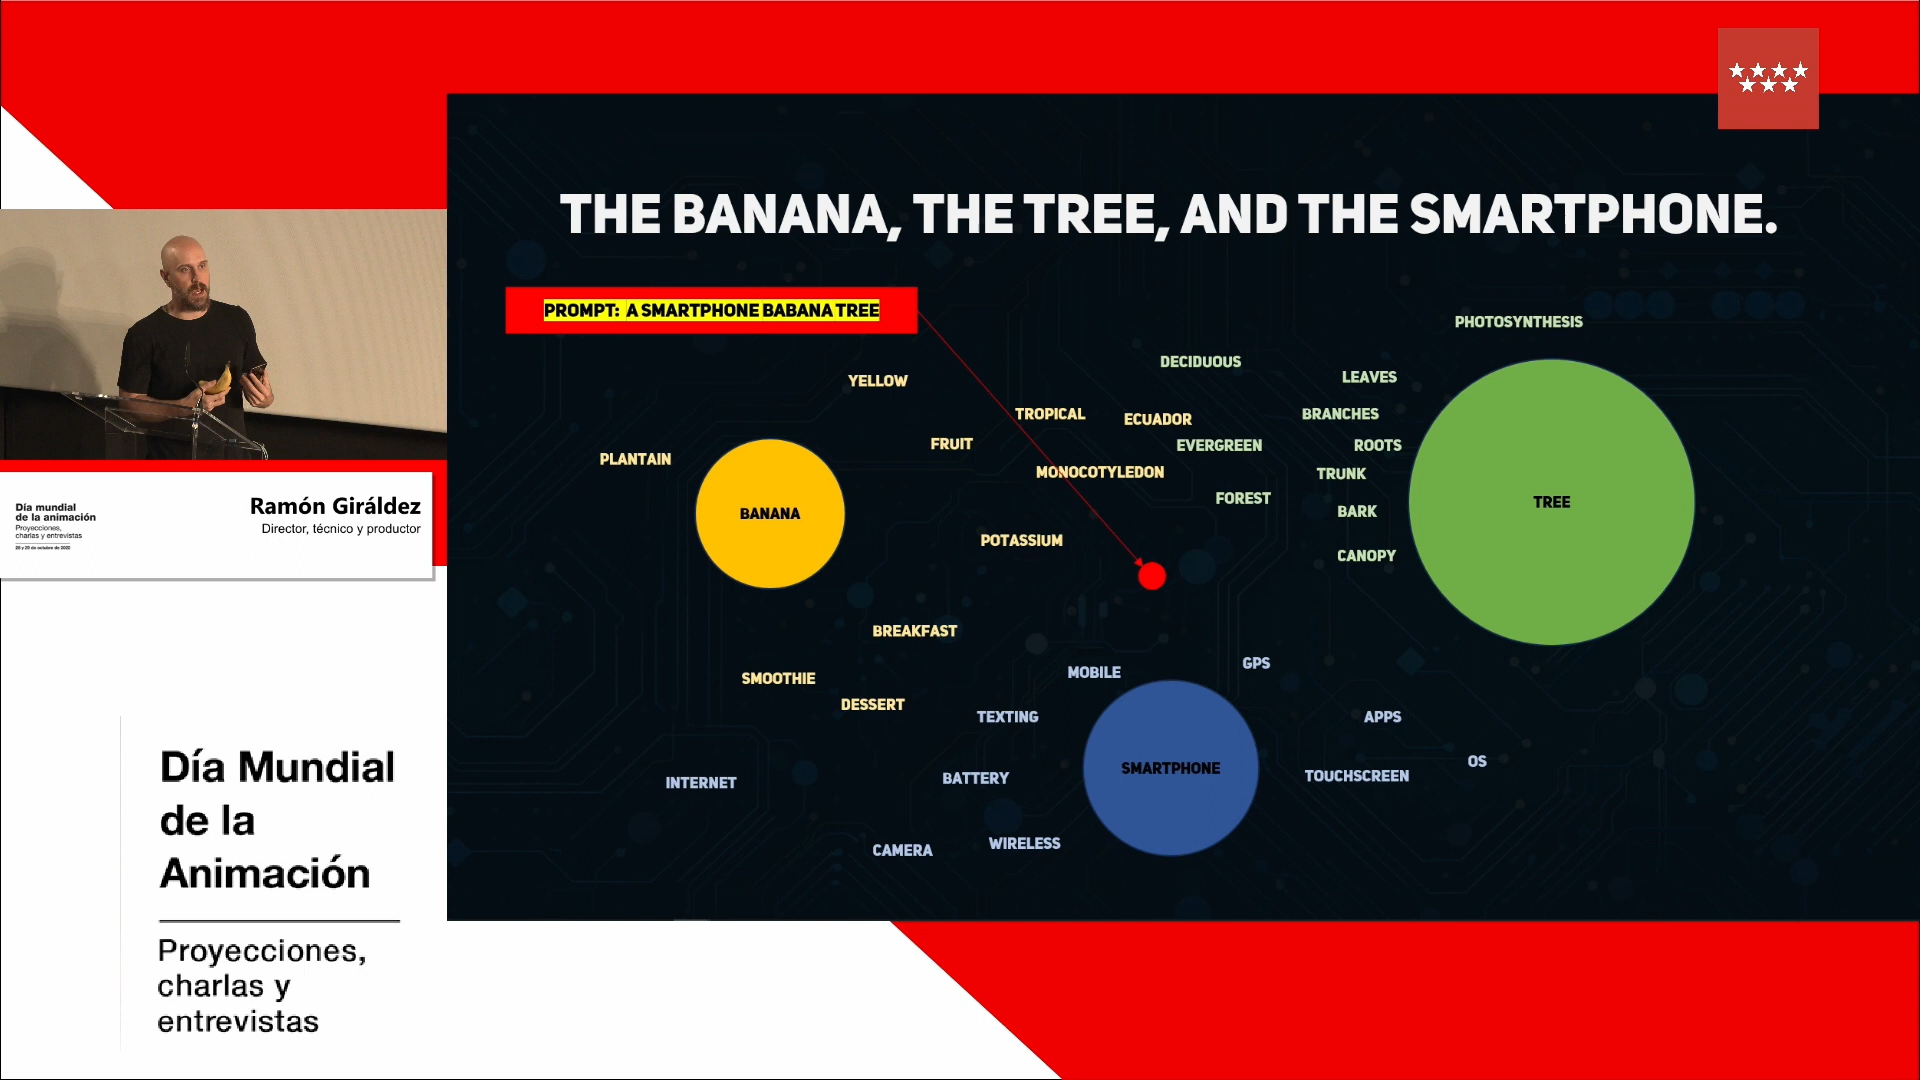 THE BANANA, THE TREE, AND THE SMARTPHONE.
PROMPT: A SMARTPHONE BABANA TREE
PHOTOSYNTHESIS
DECIDUOUS
LEAVES
YELLOW
TROPICAL
ECUADOR
BRANCHES
FRUIT
EVERGREEN
ROOTS
PLANTAIN
MONOCOTYLEDON
TRUNK
FOREST
TREE
BANANA
BARK
POTASSIUM
CANOPY
BREAKFAST
MOBILE
GPS
SMOOTHIE
DESSERT
TEXTING
APPS
SMARTPHONE
OS
INTERNET
BATTERY
TOUCHSCREEN
CAMERA
WIRELESS
Día mundial
de la animación
Proyecciones,
charlas y entrevistas
Ramón Giráldez
Director, técnico y productor
Día Mundial
de la
Animación
Proyecciones,
charlas y
entrevistas